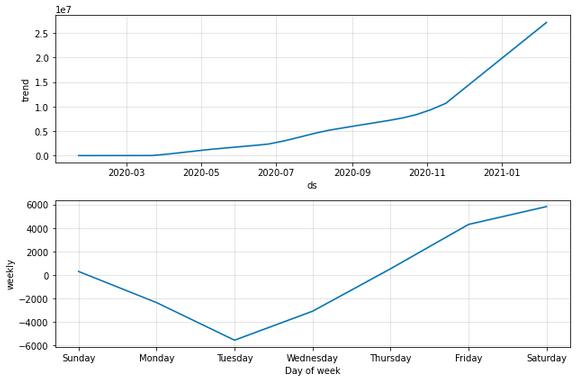 1e7
2.5
2.0
1.5
1.0
0.5
0.0
trend
2020-03 2020-05 2020-07 2020-09 2020-11 2021-01
ds
6000
4000
2000
0
−2000
−4000
−6000
weekly
Sunday Monday Tuesday Wednesday Thursday Friday Saturday
Day of week